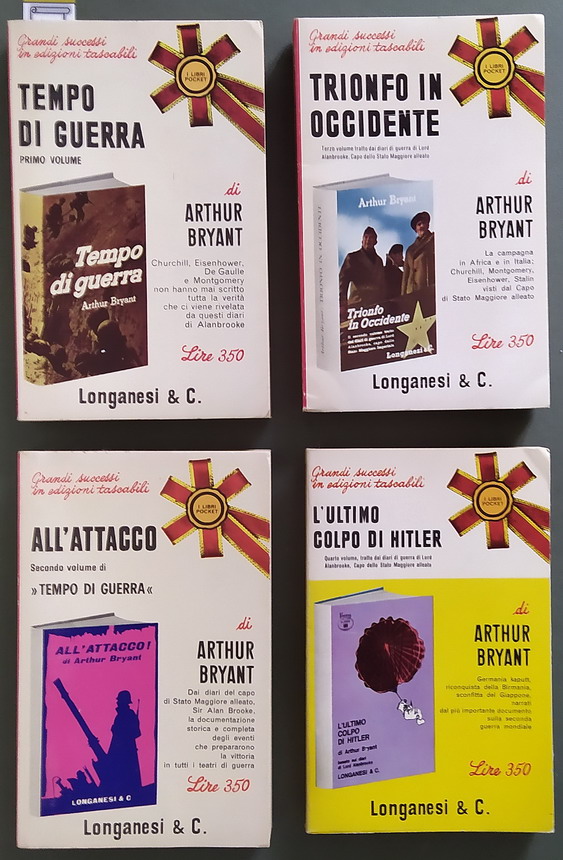 Grandi successi
in edizioni tascabili
I LIBRI
POCKET
TEMPO
DI GUERRA
PRIMO VOLUME
di
ARTHUR
BRYANT
Churchill, Eisenhower,
De Gaulle
e Montgomery
non hanno mai scritto
tutta la verità
che ci viene rivelata
da questi diari
di Alanbrooke
Tempo
di guerra
Arthur Bryant
Lire 350
Longanesi & C.
Grandi successi
in edizioni tascabili
I LIBRI
POCKET
TRIONFO IN
OCCIDENTE
Terzo volume tratto dai diari di guerra di Lord
Alanbrooke, Capo dello Stato Maggiore alleato
di
ARTHUR
BRYANT
La campagna
in Africa e in Italia;
Churchill, Montgomery,
Eisenhower, Stalin
visti dal Capo
di Stato Maggiore alleato
Arthur Bryant
TRIONFO IN OCCIDENTE
Trionfo
In Occidente
Longanesi & C.
Lire 350
Longanesi & C.
Grandi successi
in edizioni tascabili
I LIBRI
POCKET
ALL'ATTACCO
Secondo volume di
»TEMPO DI GUERRA«
di
ARTHUR
BRYANT
Dai diari del capo
di Stato Maggiore alleato,
Sir Alan Brooke,
la documentazione
storica e completa
degli eventi
che prepararono
la vittoria
in tutti i teatri di guerra
ALL'ATTACCO!
di Arthur Bryant
LONGANESI & C
Lire 350
Longanesi & C.
Grandi successi
in edizioni tascabili
I LIBRI
POCKET
L'ULTIMO
COLPO DI HITLER
Quarto volume, tratto dai diari di guerra di Lord
Alanbrooke, Capo dello Stato Maggiore alleato
di
ARTHUR
BRYANT
Germania kaputt,
riconquista della Birmania,
sconfitta del Giappone,
narrati
dal più importante documento
sulla seconda
guerra mondiale
L'ULTIMO
COLPO
DI HITLER
di Arthur Bryant
LONGANESI & C.
Lire 350
Longanesi & C.